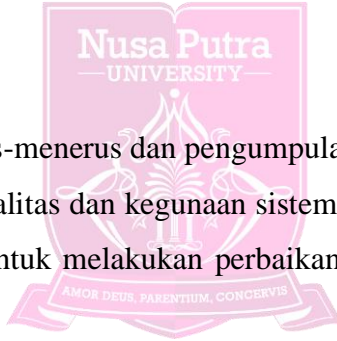 Nusa Putra
UNIVERSITY
-menerus dan pengumpula
alitas dan kegunaan sistem
ntuk melakukan perbaikan
AMOR DEUS, PARENTIUM, CONCERVIS